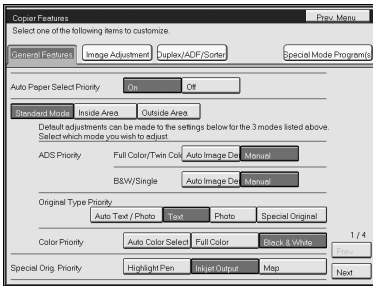 Copier Features Prev. Menu
Select one of the following items to customize.
General Features Image Adjustment Duplex/ADF/Sorter Special Mode Program(s
Auto Paper Select Priority On Off
Standard Mode Inside Area Outside Area
Default adjustments can be made to the settings below for the 3 modes listed above.
Select which mode you wish to adjust.
ADS Priority Full Color/Twin Colo Auto Image De Manual
B&W/Single Auto Image De Manual
Original Type Priority
Auto Text / Photo Text Photo Special Original
Color Priority Auto Color Select Full Color Black & White
1 / 4
Prev.
Special Orig. Priority Highlight Pen Inkjet Output Map Next